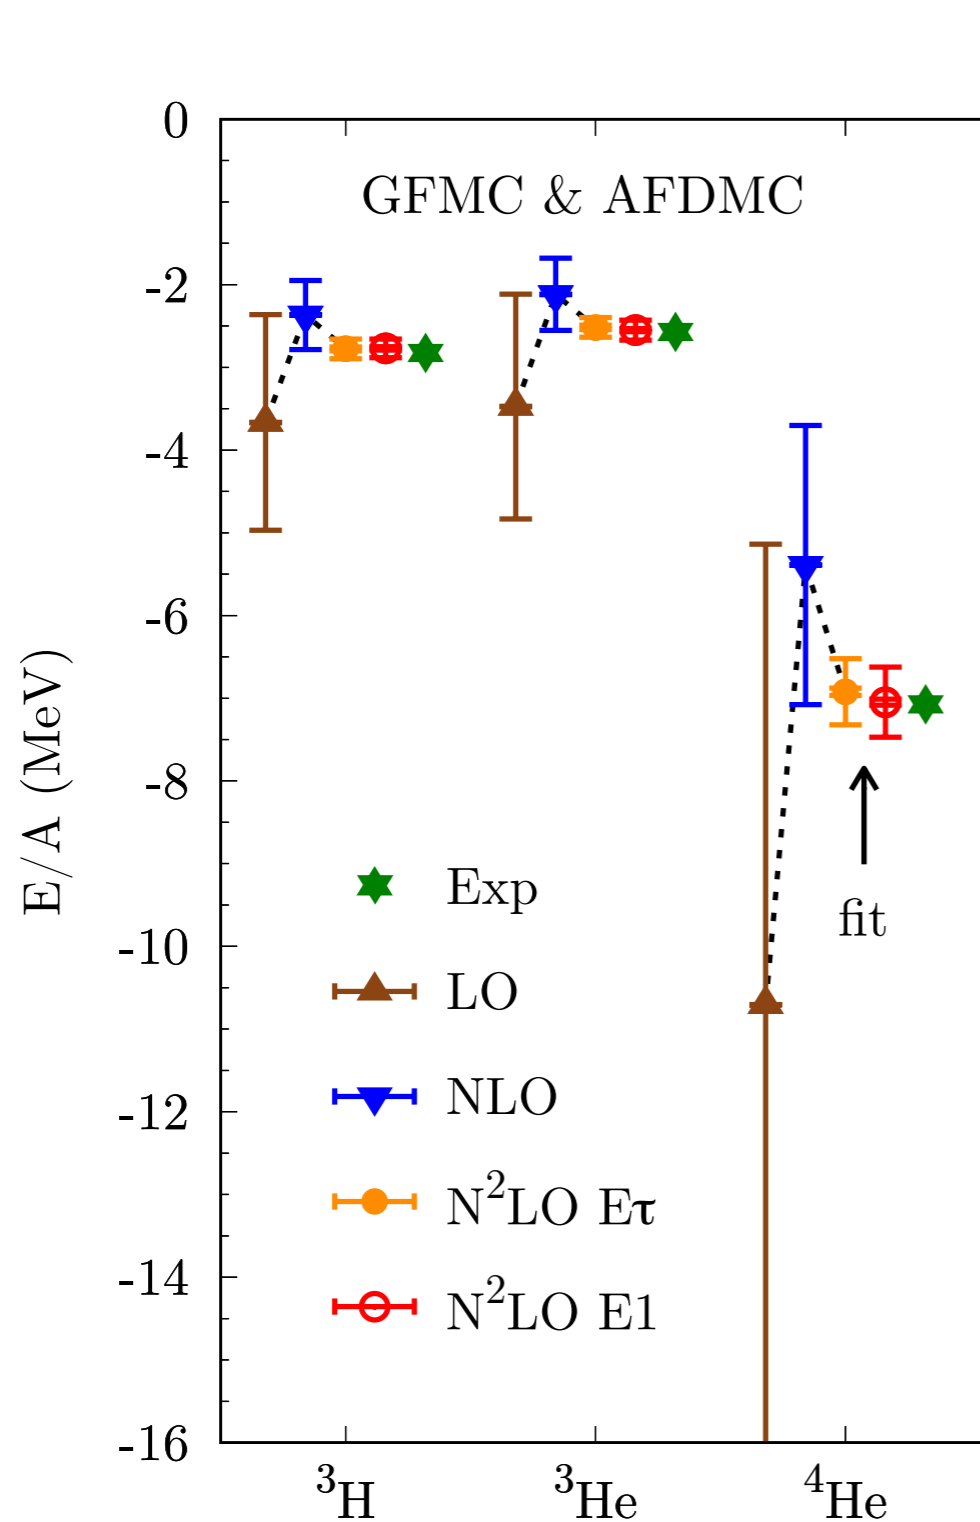 GFMC & AFDMC
0
-2
-4
-6
-8
-10
-12
-14
-16
E/A (MeV)
Exp
LO
NLO
N²LO Eτ
N²LO E1
fit
³H
³He
⁴He